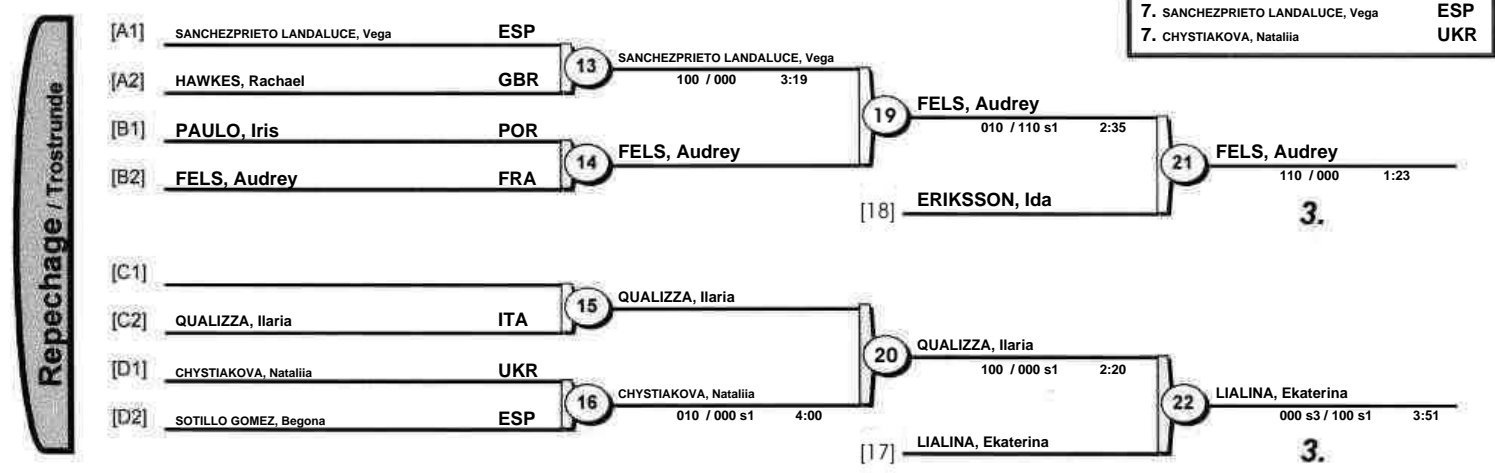 7. SANCHEZPRIETO LANDALUCE, Vega ESP
7. CHYSTIAKOVA, Nataliia UKR
Repechage / Trostrunde
[A1] SANCHEZPRIETO LANDALUCE, Vega ESP
13 SANCHEZPRIETO LANDALUCE, Vega
100 / 000 3:19
[A2] HAWKES, Rachael GBR
19 FELS, Audrey
010 / 110 s1 2:35
[B1] PAULO, Iris POR
14 FELS, Audrey
21 FELS, Audrey
110 / 000 1:23
[B2] FELS, Audrey FRA
[18] ERIKSSON, Ida
3.
[C1]
15 QUALIZZA, Ilaria
[C2] QUALIZZA, Ilaria ITA
20 QUALIZZA, Ilaria
100 / 000 s1 2:20
[D1] CHYSTIAKOVA, Nataliia UKR
16 CHYSTIAKOVA, Nataliia
010 / 000 s1 4:00
22 LIALINA, Ekaterina
000 s3 / 100 s1 3:51
[D2] SOTILLO GOMEZ, Begona ESP
[17] LIALINA, Ekaterina
3.